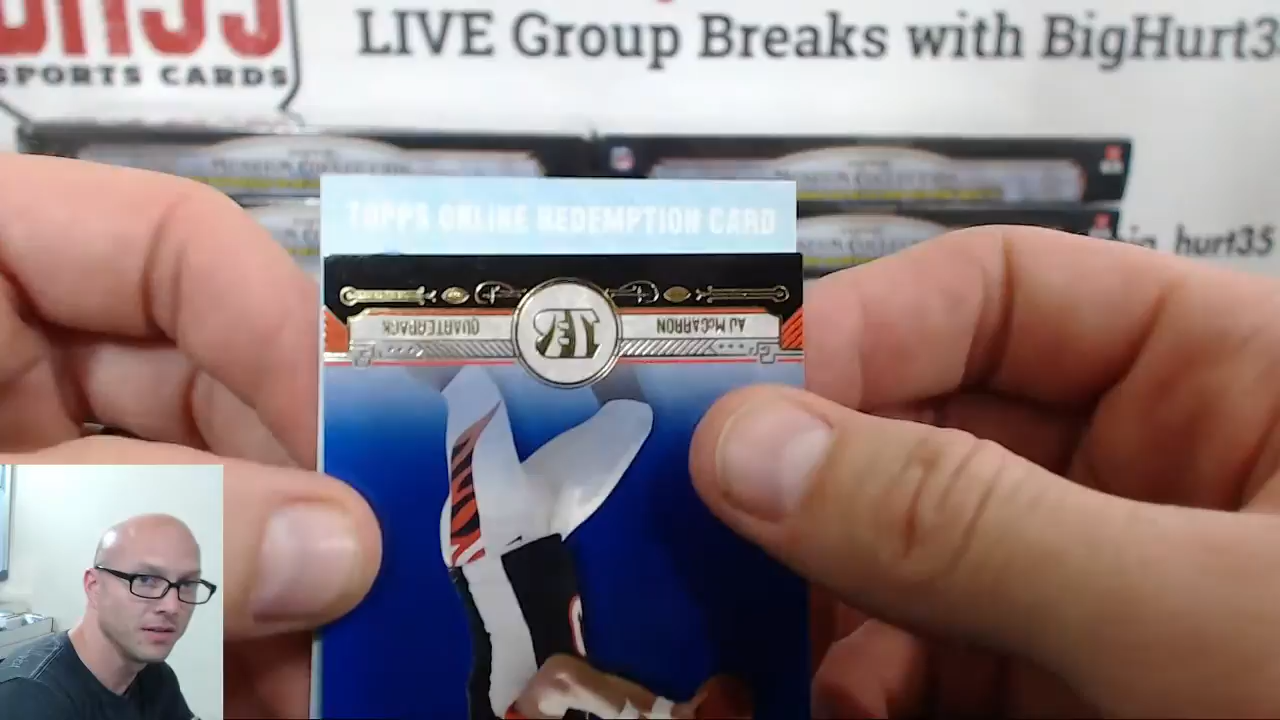 SPORTS CARDS
LIVE Group Breaks with BigHurt3
hurt35
TOPPS ONLINE REDEMPTION CARD
AJ McCARRON
QUARTERBACK